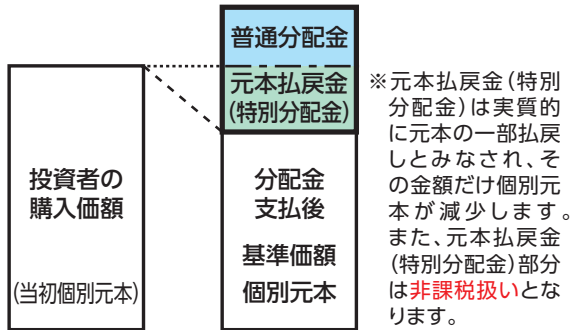 普通分配金
元本払戻金
(特別分配金)
投資者の
購入価額
(当初個別元本)
分配金
支払後
基準価額
個別元本
※元本払戻金(特別
分配金)は実質的
に元本の一部払戻
しとみなされ、そ
の金額だけ個別元
本が減少します。
また、元本払戻金
(特別分配金)部分
は非課税扱いとな
ります。